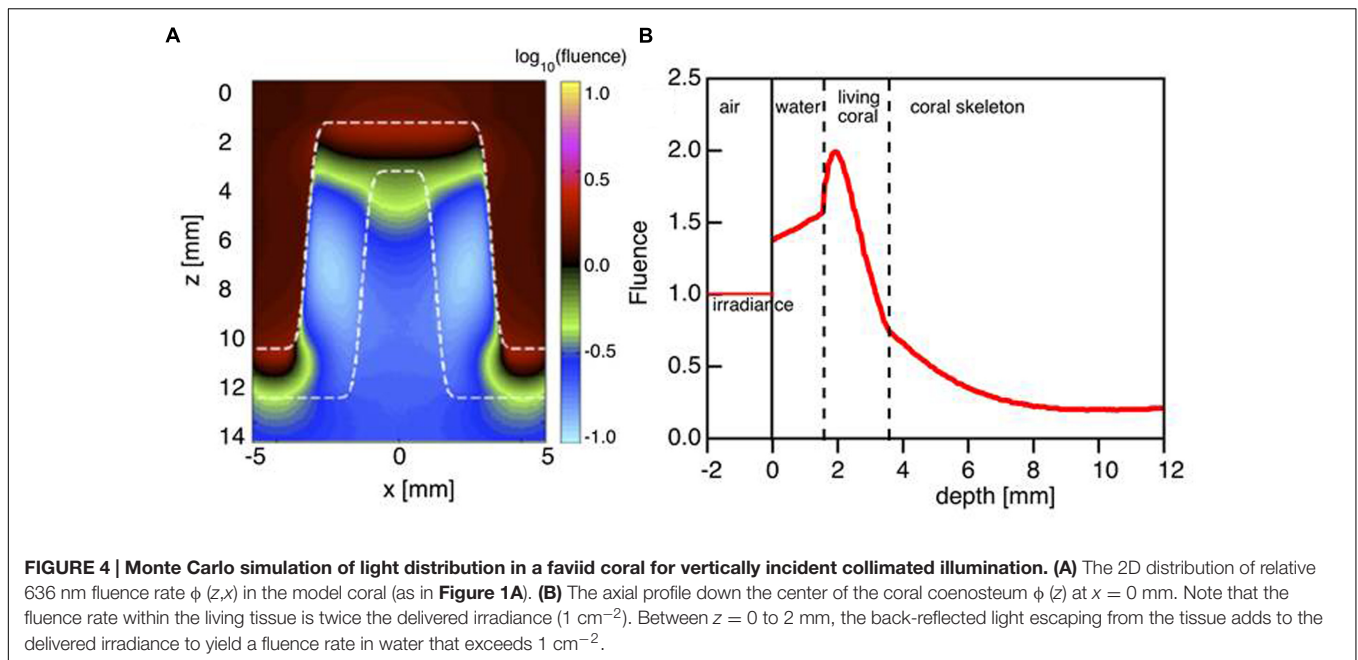 A
B
log10(fluence)
0
2
4
6
8
10
12
14
z [mm]
-5
0
5
x [mm]
1.0
0.5
0.0
-0.5
-1.0
2.5
2.0
1.5
1.0
0.5
0.0
Fluence
air
water
living
coral
coral skeleton
irradiance
-2
0
2
4
6
8
10
12
depth [mm]
FIGURE 4 | Monte Carlo simulation of light distribution in a faviid coral for vertically incident collimated illumination. (A) The 2D distribution of relative
636 nm fluence rate ϕ (z,x) in the model coral (as in Figure 1A). (B) The axial profile down the center of the coral coenosteum ϕ (z) at x = 0 mm. Note that the
fluence rate within the living tissue is twice the delivered irradiance (1 cm−2). Between z = 0 to 2 mm, the back-reflected light escaping from the tissue adds to the
delivered irradiance to yield a fluence rate in water that exceeds 1 cm−2.